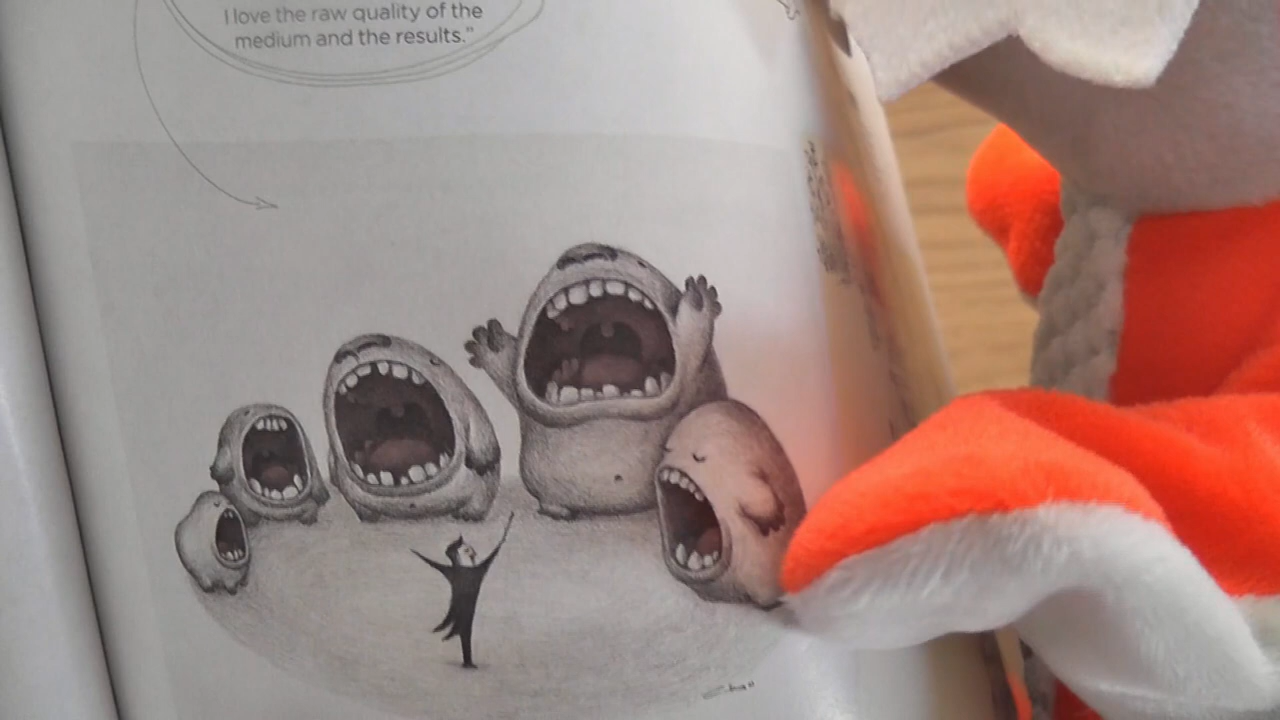 I love the raw quality of the
medium and the results."